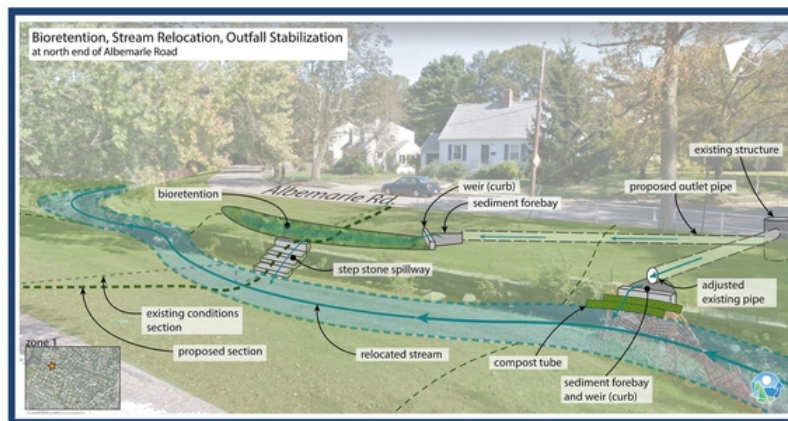 Bioretention, Stream Relocation, Outfall Stabilization
at north end of Albemarle Road
existing structure
weir (curb)
proposed outlet pipe
bioretention
Albemarle Rd.
sediment forebay
step stone spillway
adjusted
existing pipe
existing conditions
section
proposed section
relocated stream
compost tube
sediment forebay
and weir (curb)
zone 1